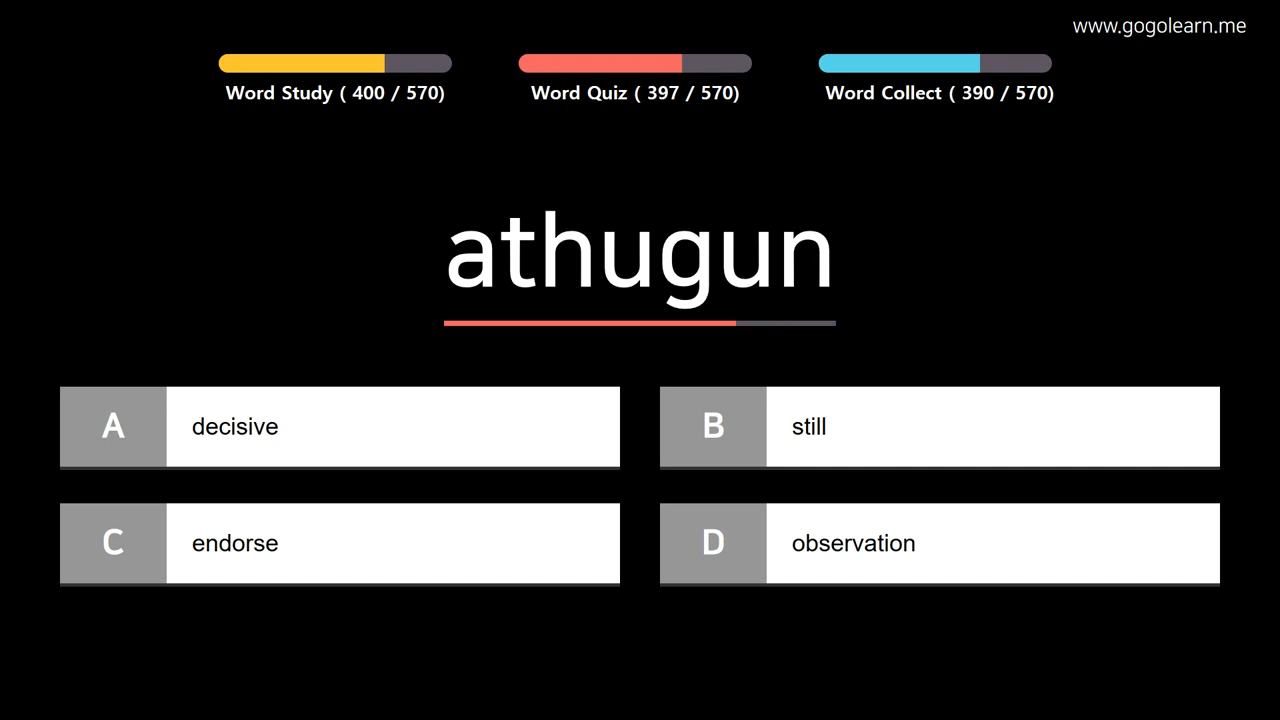 www.gogolearn.me
Word Study ( 400 / 570)
Word Quiz ( 397 / 570)
Word Collect ( 390 / 570)
athugun
A decisive
B still
C endorse
D observation